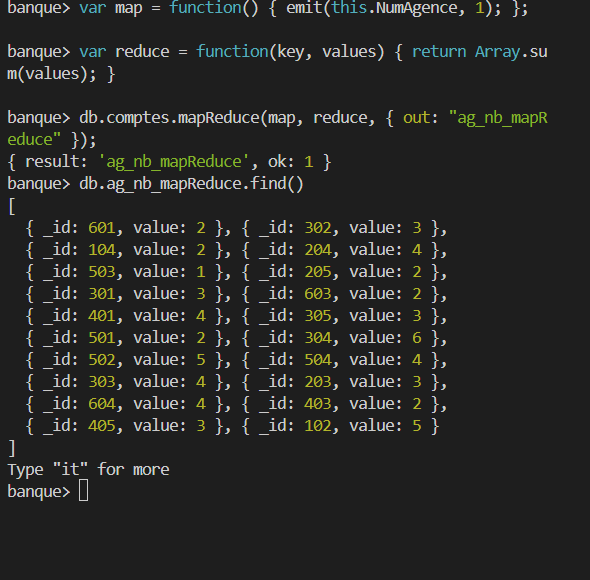 banque> var map = function() { emit(this.NumAgence, 1); };
banque> var reduce = function(key, values) { return Array.su
m(values); }
banque> db.comptes.mapReduce(map, reduce, { out: "ag_nb_mapR
educe" });
{ result: 'ag_nb_mapReduce', ok: 1 }
banque> db.ag_nb_mapReduce.find()
[
  { _id: 601, value: 2 }, { _id: 302, value: 3 },
  { _id: 104, value: 2 }, { _id: 204, value: 4 },
  { _id: 503, value: 1 }, { _id: 205, value: 2 },
  { _id: 301, value: 3 }, { _id: 603, value: 2 },
  { _id: 401, value: 4 }, { _id: 305, value: 3 },
  { _id: 501, value: 2 }, { _id: 304, value: 6 },
  { _id: 502, value: 5 }, { _id: 504, value: 4 },
  { _id: 303, value: 4 }, { _id: 203, value: 3 },
  { _id: 604, value: 4 }, { _id: 403, value: 2 },
  { _id: 405, value: 3 }, { _id: 102, value: 5 }
]
Type "it" for more
banque>